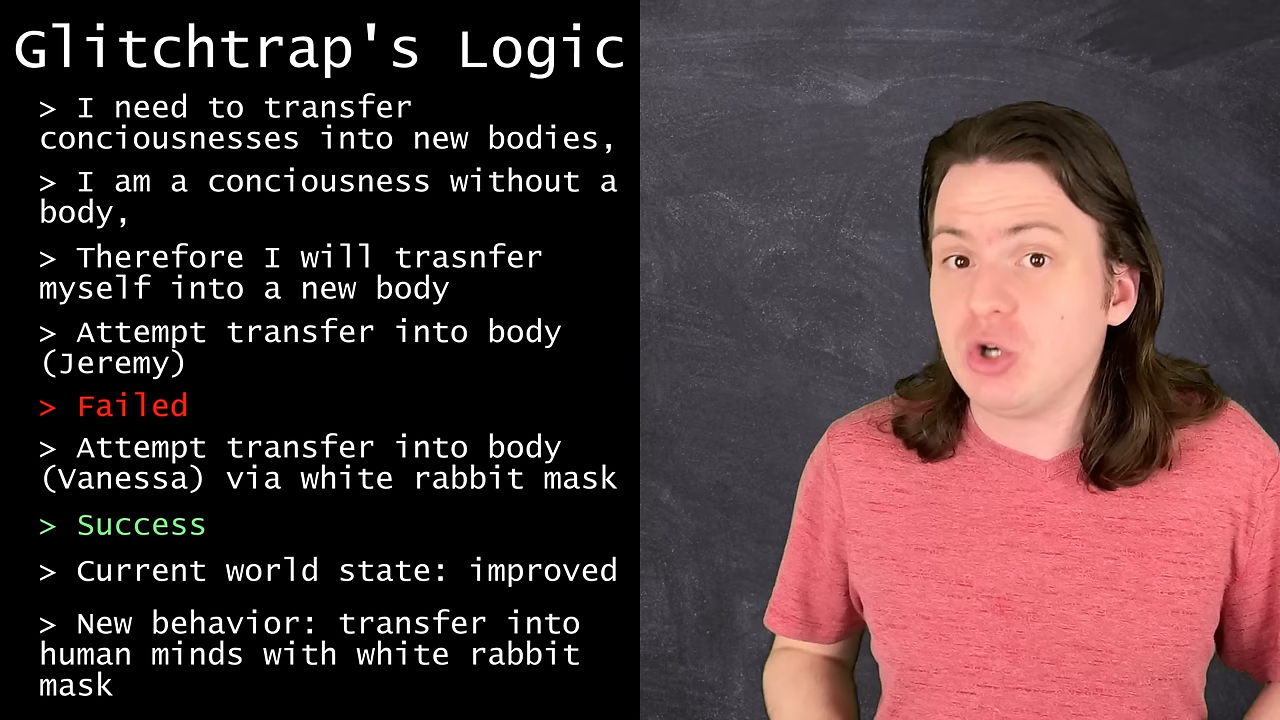 Glitchtrap's Logic
> I need to transfer
conciousnesses into new bodies,
> I am a conciousness without a
body,
> Therefore I will trasnfer
myself into a new body
> Attempt transfer into body
(Jeremy)
> Failed
> Attempt transfer into body
(Vanessa) via white rabbit mask
> Success
> Current world state: improved
> New behavior: transfer into
human minds with white rabbit
mask